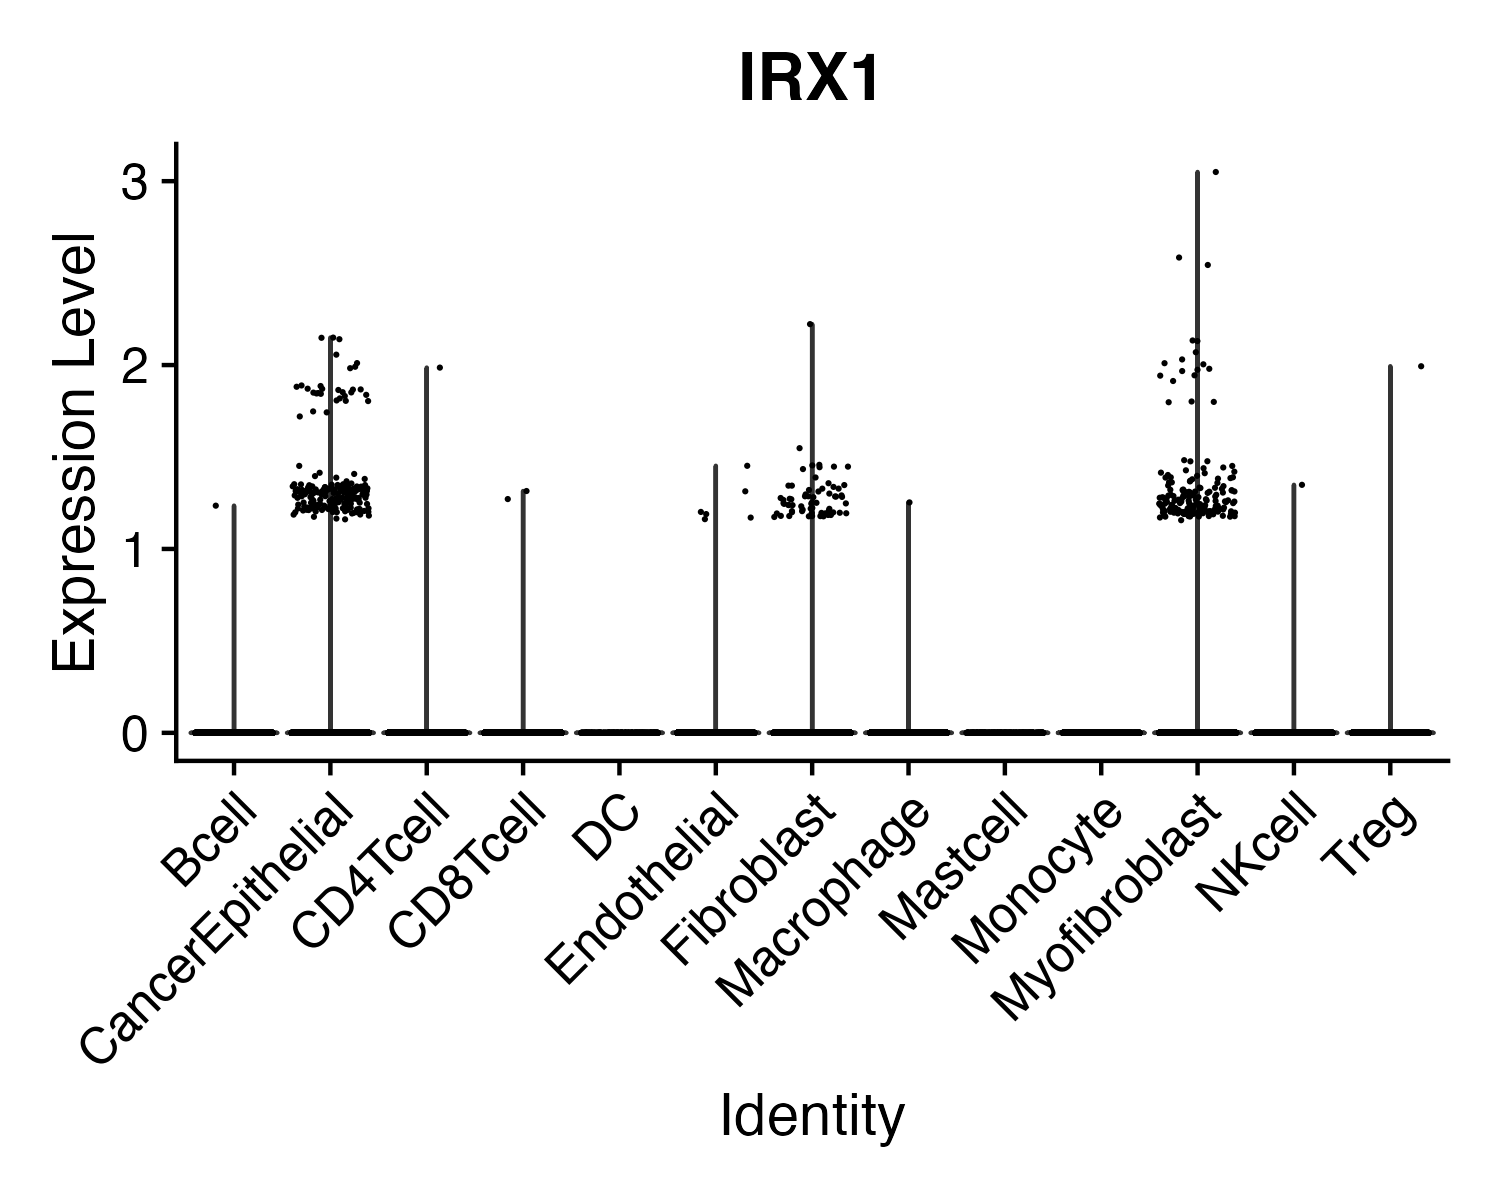 IRX1
Expression Level
3
2
1
0
Bcell
CancerEpithelial
CD4Tcell
CD8Tcell
DC
Endothelial
Fibroblast
Macrophage
Mastcell
Monocyte
Myofibroblast
NKcell
Treg
Identity